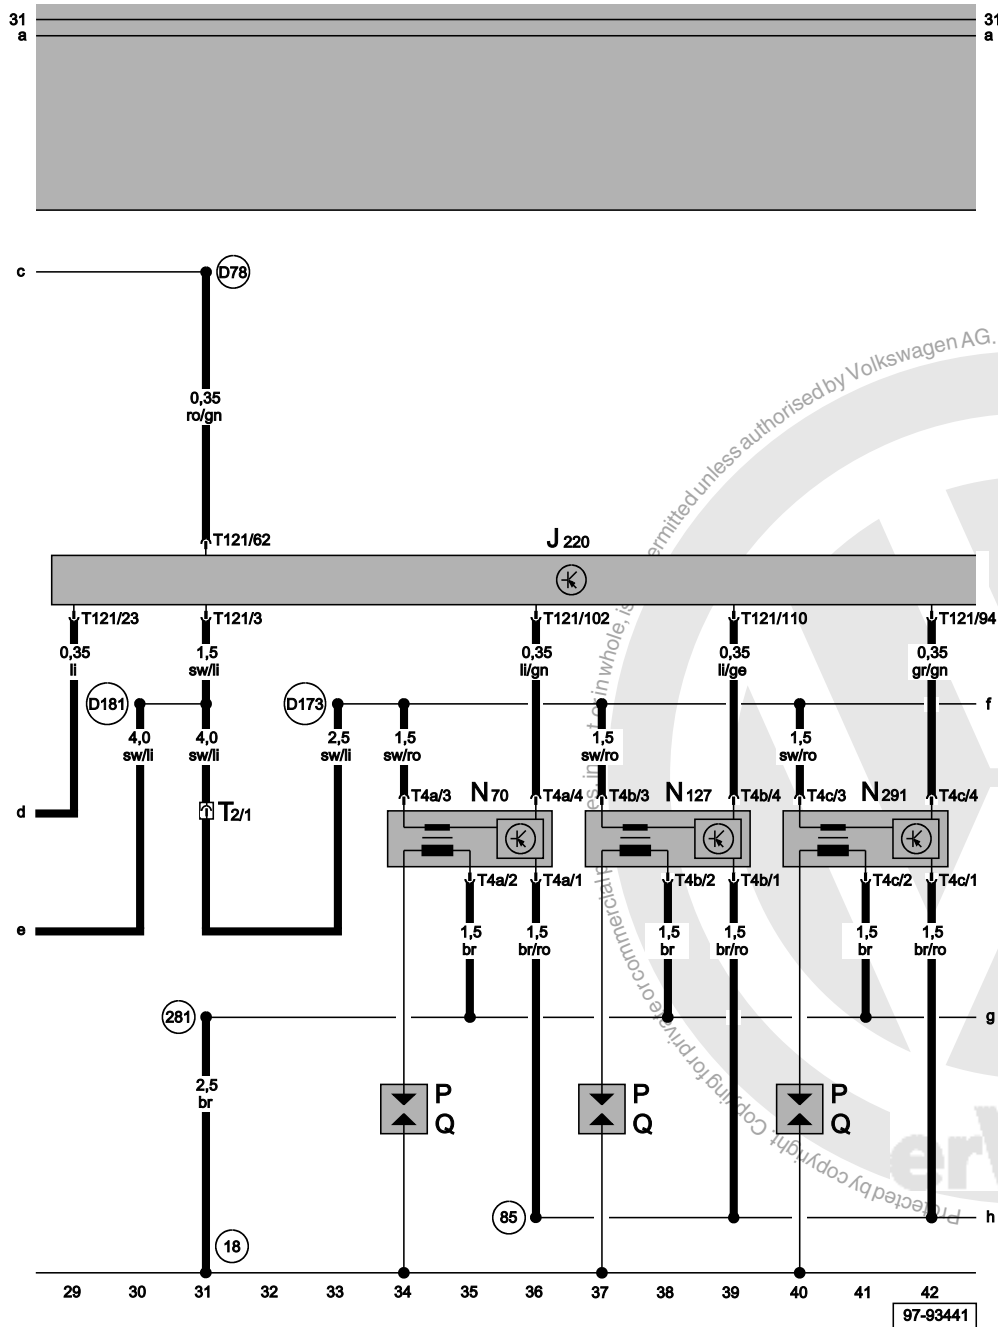 31 31
a a
c D78
0,35
ro/gn
T121/62 J 220
T121/23 T121/3 T121/102 T121/110 T121/94
0,35 1,5 0,35 0,35 0,35
li sw/li li/gn li/ge gr/gn
D181 D173 f
4,0 4,0 2,5 1,5 1,5 1,5
sw/li sw/li sw/li sw/ro sw/ro sw/ro
d T2/1 T4a/3 N70 T4a/4 T4b/3 N127 T4b/4 T4c/3 N291 T4c/4
T4a/2 T4a/1 T4b/2 T4b/1 T4c/2 T4c/1
e 1,5 1,5 1,5 1,5 1,5 1,5
br br/ro br br/ro br br/ro
281 g
2,5
br
P P P
Q Q Q
85 h
18
29 30 31 32 33 34 35 36 37 38 39 40 41 42
97-93441
Protected by copyright. Copying for private or commercial
in whole, is
ermitted unless authorised by Volkswagen AG.